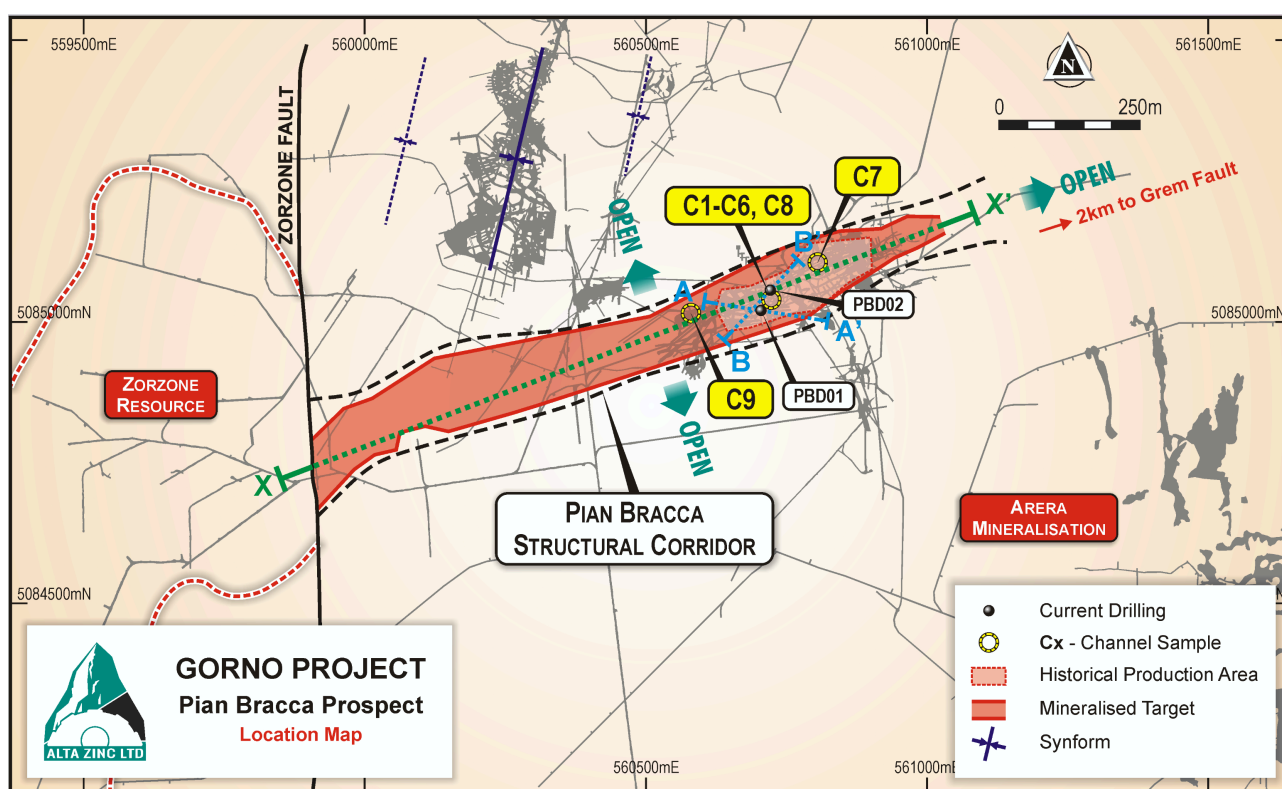 559500mE
560000mE
560500mE
561000mE
561500mE
N
0
250m
ZORZONE FAULT
C7
C1-C6, C8
X'
OPEN
2km to Grem Fault
OPEN
B'
A
PBD02
5085000mN
5085000mN
A'
B
ZORZONE
RESOURCE
C9
PBD01
OPEN
X
PIAN BRACCA
STRUCTURAL CORRIDOR
ARERA
MINERALISATION
5084500mN
N
Current Drilling
Cx - Channel Sample
Historical Production Area
Mineralised Target
Synform
GORNO PROJECT
Pian Bracca Prospect
Location Map
ALTA ZINC LTD
560500mE
561000mE